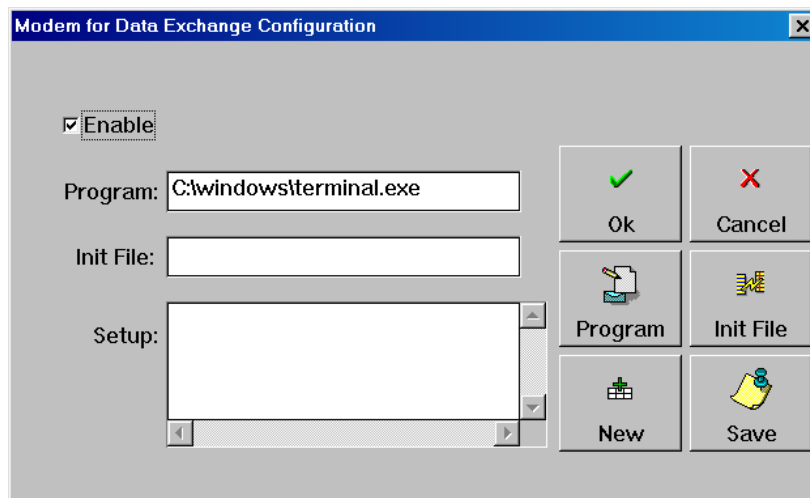 Modem for Data Exchange Configuration
Enable
Program: C:\windows\terminal.exe
Init File:
Setup:
Ok Cancel
Program Init File
New Save